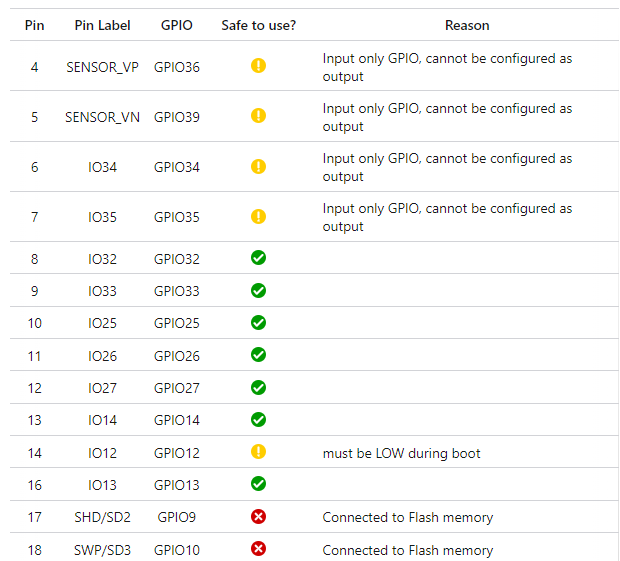 Pin Pin Label GPIO Safe to use? Reason
4 SENSOR_VP GPIO36 Input only GPIO, cannot be configured as
output
5 SENSOR_VN GPIO39 Input only GPIO, cannot be configured as
output
6 IO34 GPIO34 Input only GPIO, cannot be configured as
output
7 IO35 GPIO35 Input only GPIO, cannot be configured as
output
8 IO32 GPIO32
9 IO33 GPIO33
10 IO25 GPIO25
11 IO26 GPIO26
12 IO27 GPIO27
13 IO14 GPIO14
14 IO12 GPIO12 must be LOW during boot
16 IO13 GPIO13
17 SHD/SD2 GPIO9 Connected to Flash memory
18 SWP/SD3 GPIO10 Connected to Flash memory